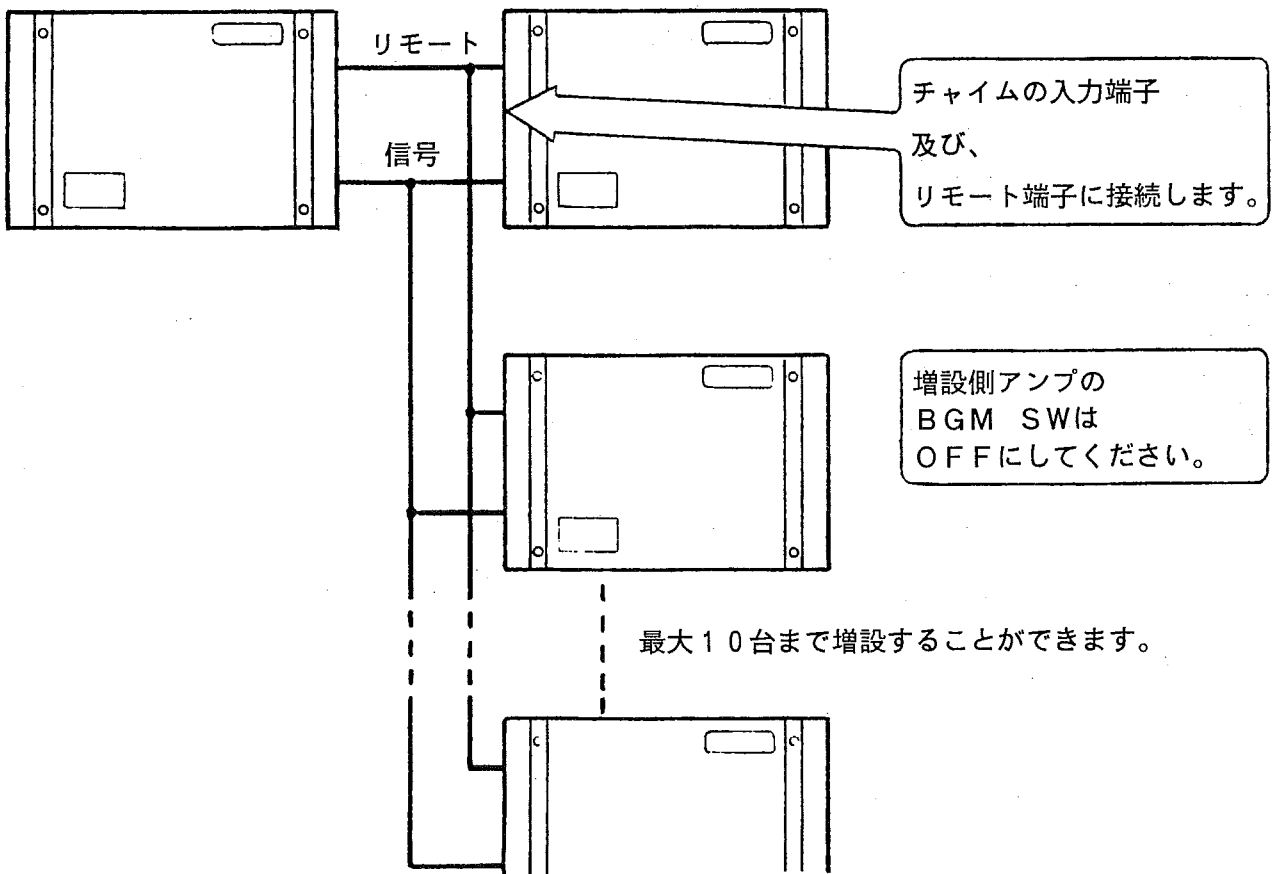 リモート
信号
チャイムの入力端子
及び、
リモート端子に接続します。
増設側アンプの
ＢＧＭ　ＳＷは
ＯＦＦにしてください。
最大１０台まで増設することができます。